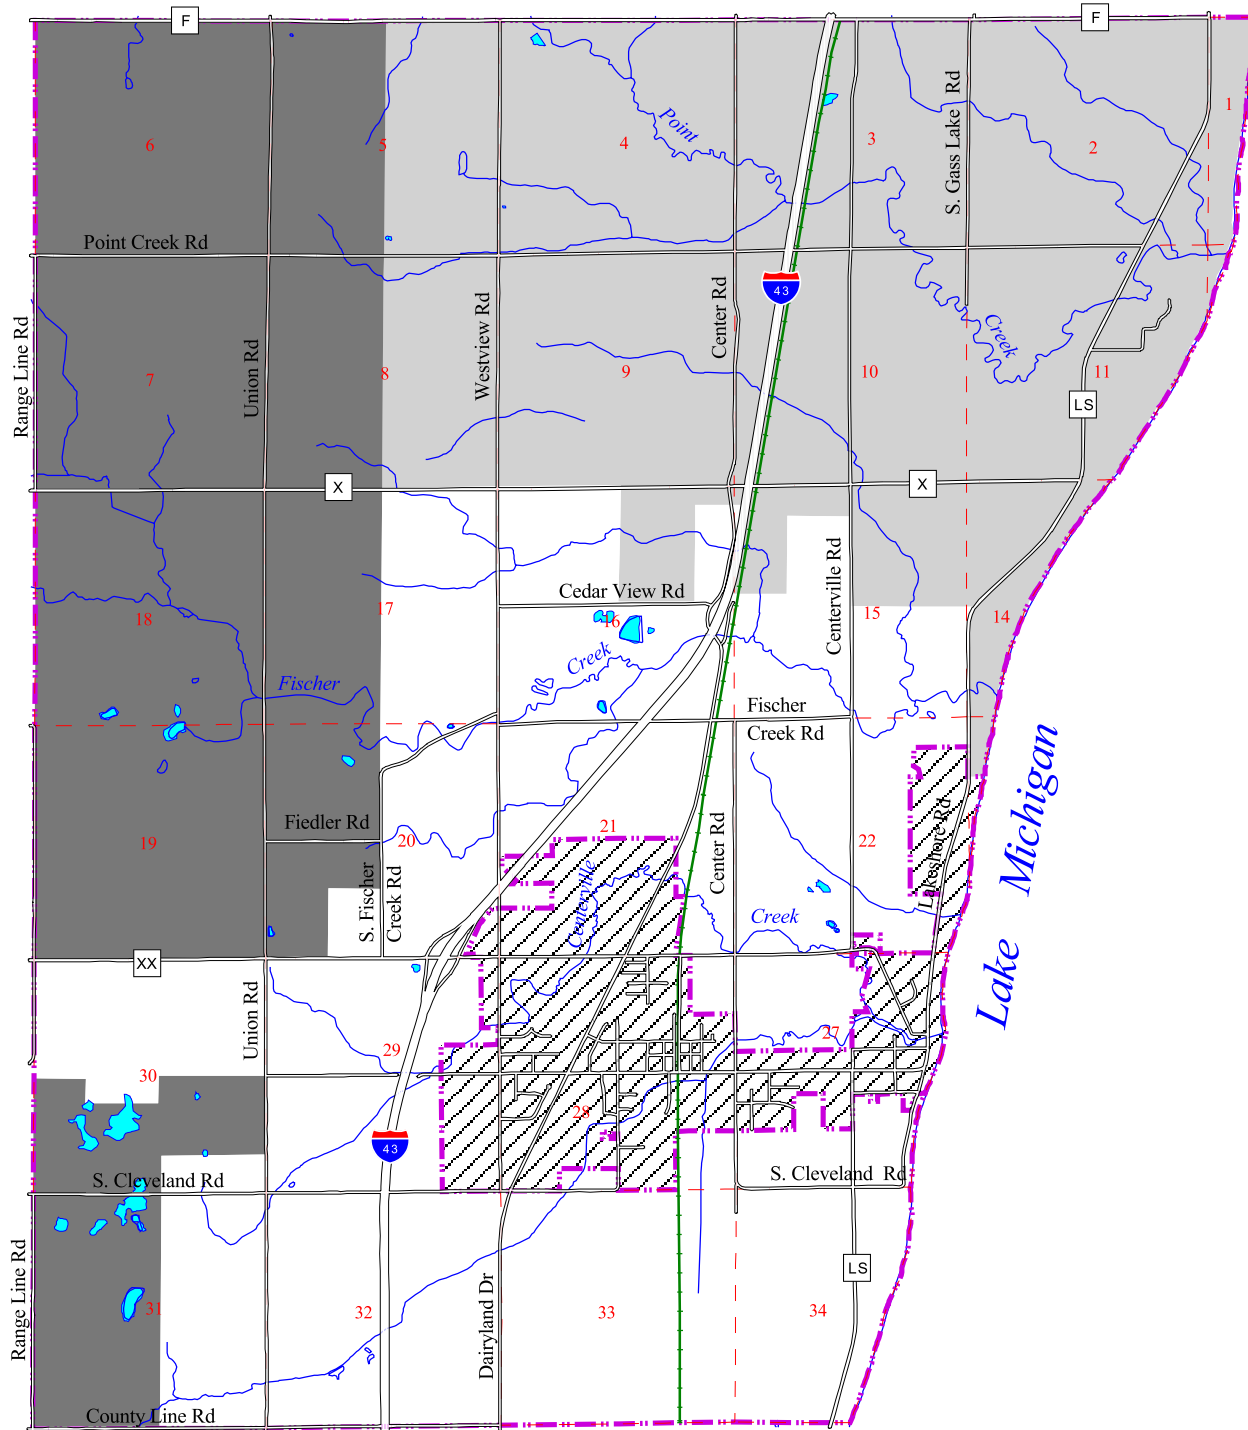 F
F
1
S. Gass Lake Rd
Point
6
5
4
3
2
Point Creek Rd
43
Center Rd
Westview Rd
Creek
Range Line Rd
Union Rd
7
8
9
10
11
LS
X
X
Cedar View Rd
Centerville Rd
18
17
16
15
14
Creek
Fischer
Fischer
Creek Rd
Lake Michigan
Fiedler Rd
19
20
21
22
Center Rd
Lakeshore Rd
S. Fischer
Creek Rd
Centerville
Creek
XX
Union Rd
29
27
30
28
43
S. Cleveland Rd
S. Cleveland Rd
Range Line Rd
LS
31
32
33
34
Dairyland Dr
County Line Rd